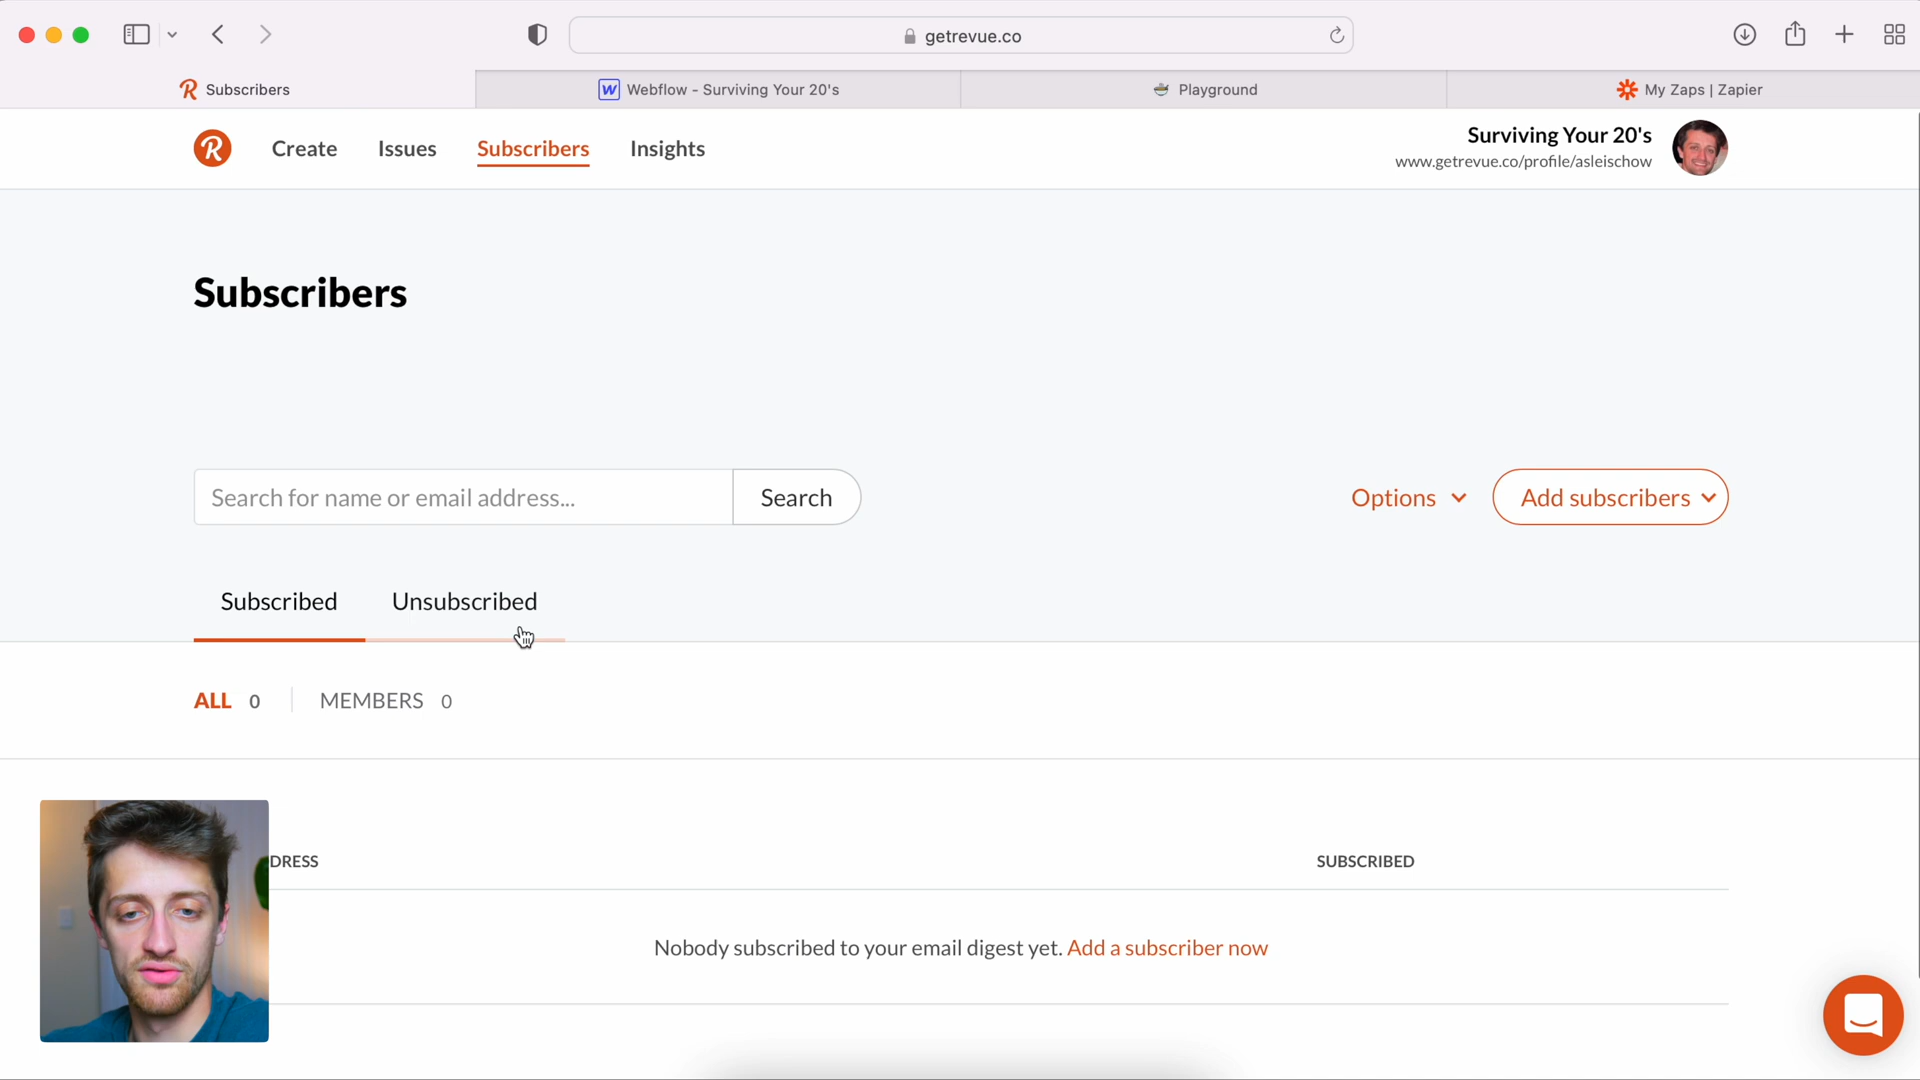 getrevue.co
Subscribers
Webflow - Surviving Your 20's
Playground
My Zaps | Zapier
Create
Issues
Subscribers
Insights
Surviving Your 20's
www.getrevue.co/profile/asleischow
Subscribers
Search for name or email address...
Search
Options
Add subscribers
Subscribed
Unsubscribed
ALL 0
MEMBERS 0
DRESS
SUBSCRIBED
Nobody subscribed to your email digest yet. Add a subscriber now